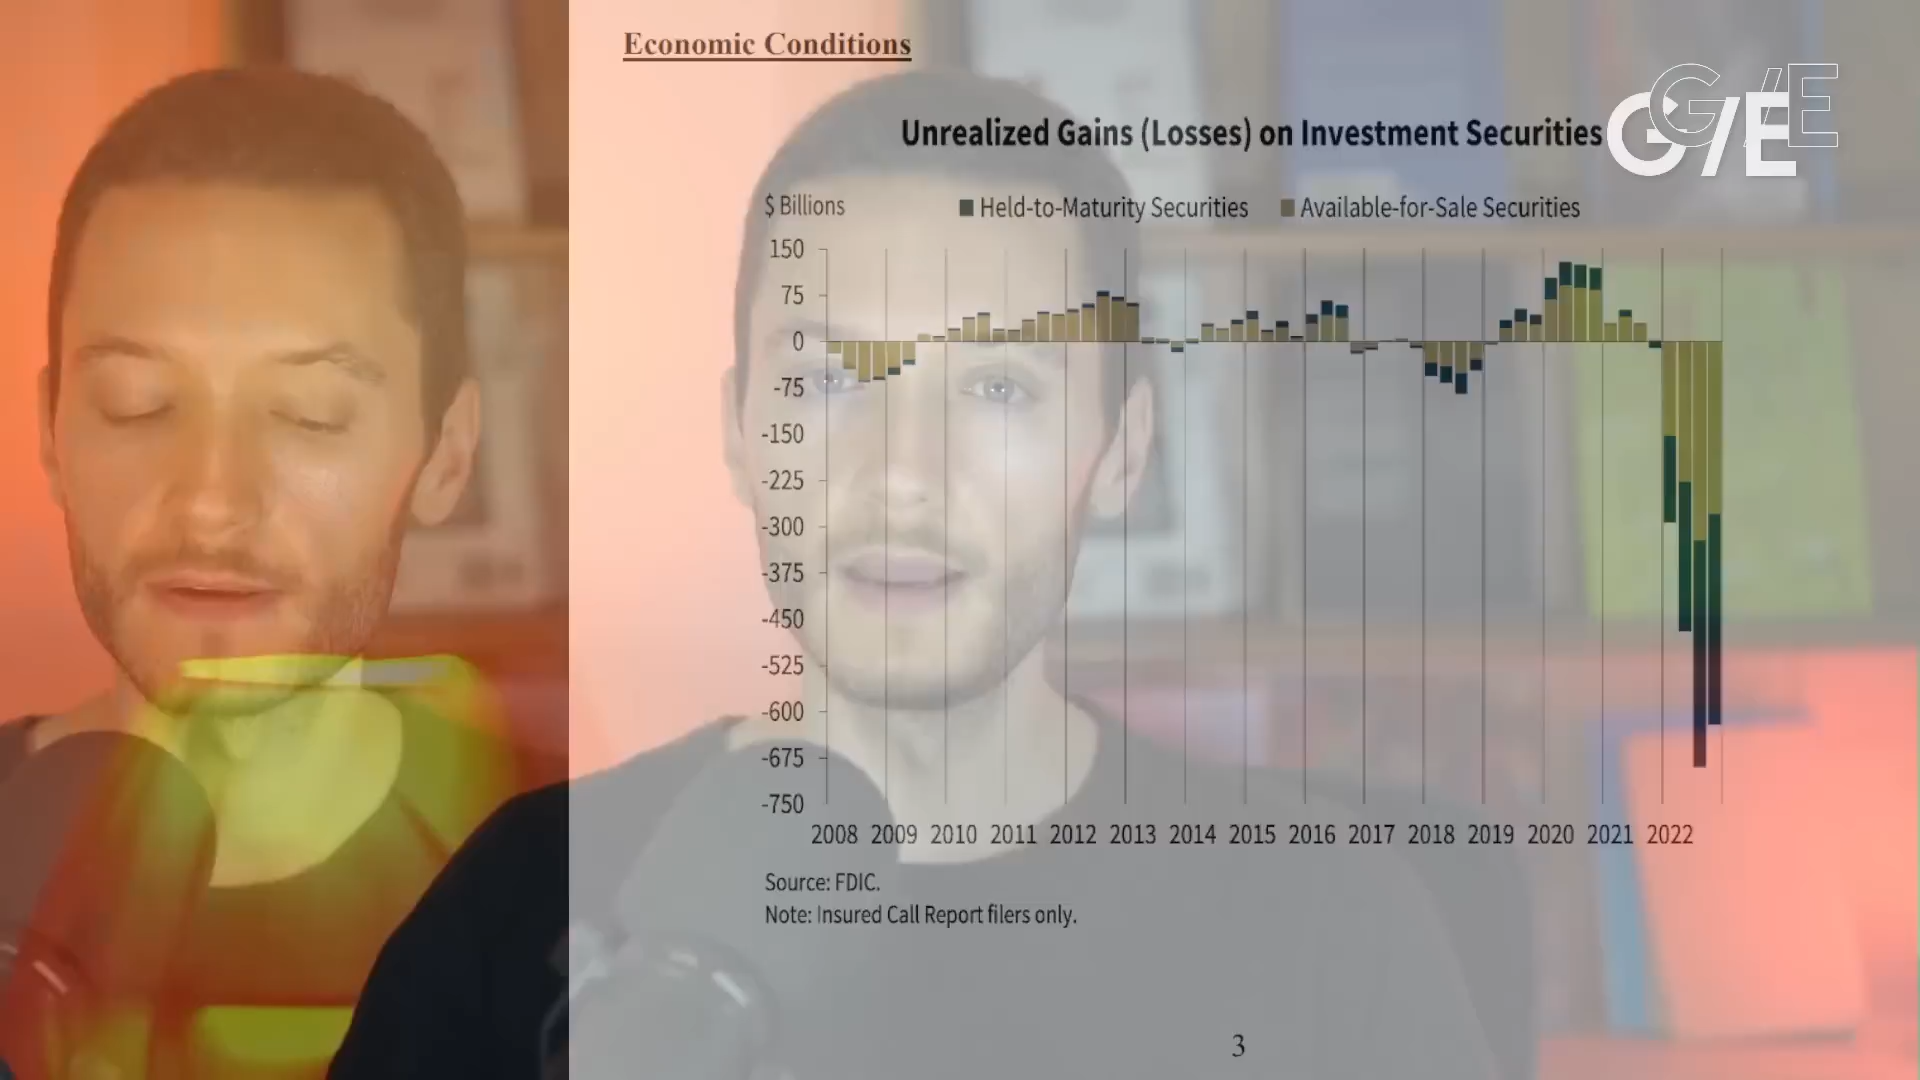 Economic Conditions
G/E
G/E
Unrealized Gains (Losses) on Investment Securities
$ Billions
Held-to-Maturity Securities
Available-for-Sale Securities
150
75
0
-75
-150
-225
-300
-375
-450
-525
-600
-675
-750
2008 2009 2010 2011 2012 2013 2014 2015 2016 2017 2018 2019 2020 2021 2022
Source: FDIC.
Note: Insured Call Report filers only.
3